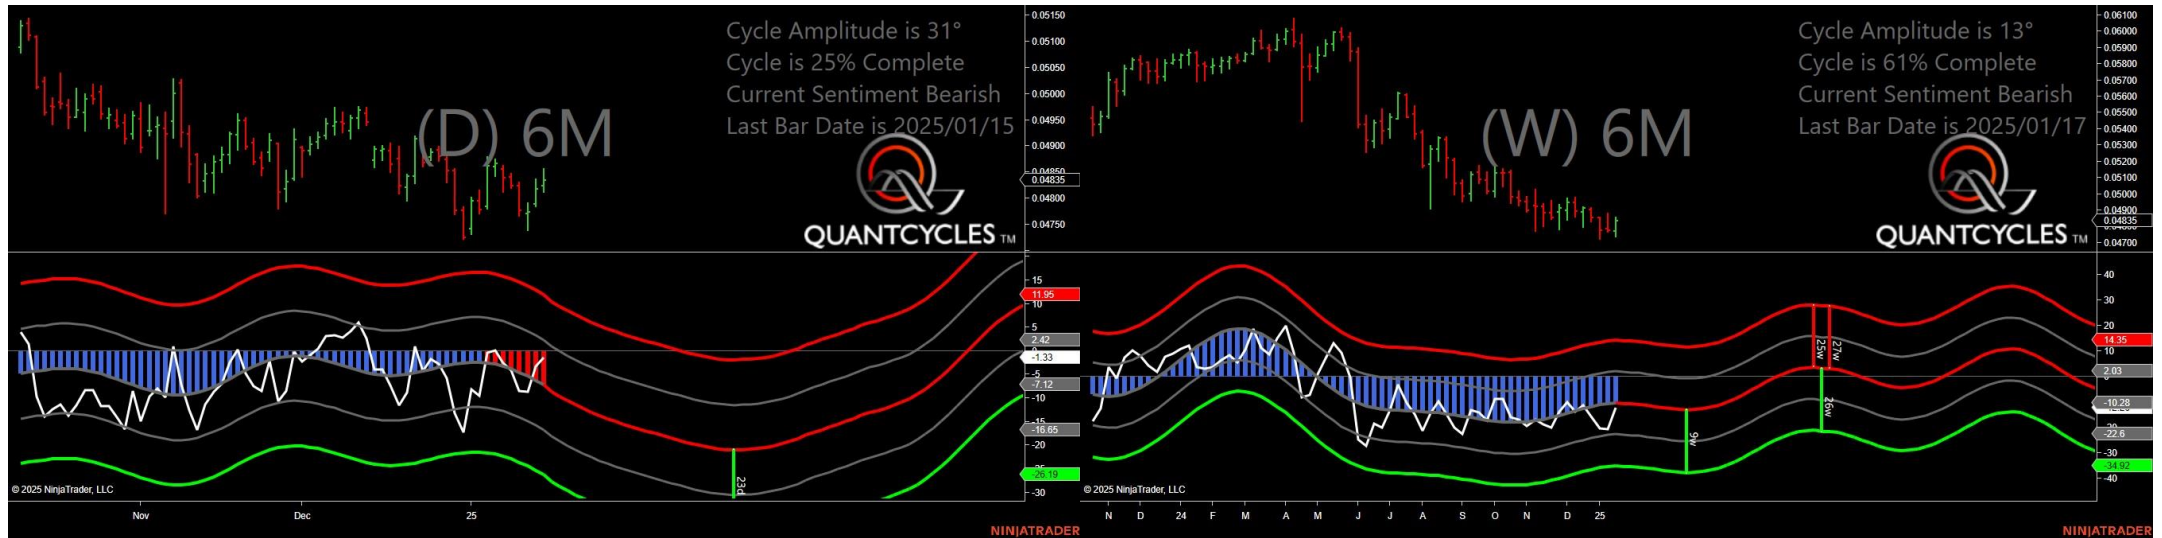 Cycle Amplitude is 31°
Cycle is 25% Complete
Current Sentiment Bearish
Last Bar Date is 2025/01/15
(D) 6M
QUANTCYCLES TM
0.05150
0.05100
0.05050
0.05000
0.04950
0.04900
0.04850
0.04835
0.04800
0.04750
15
11.95
10
5
2.42
-1.33
-5
-7.12
-10
-15
-16.65
-20
-26.19
-30
23d
© 2025 NinjaTrader, LLC
Nov
Dec
25
NINJATRADER
Cycle Amplitude is 13°
Cycle is 61% Complete
Current Sentiment Bearish
Last Bar Date is 2025/01/17
(W) 6M
QUANTCYCLES TM
0.06100
0.06000
0.05900
0.05800
0.05700
0.05600
0.05500
0.05400
0.05300
0.05200
0.05100
0.05000
0.04900
0.04835
0.04700
40
30
20
14.35
10
2.03
0
-10.28
-22.6
-30
-34.92
-40
9w
25w
27w
26w
© 2025 NinjaTrader, LLC
N D 24 F M A M J J A S O N D 25
NINJATRADER